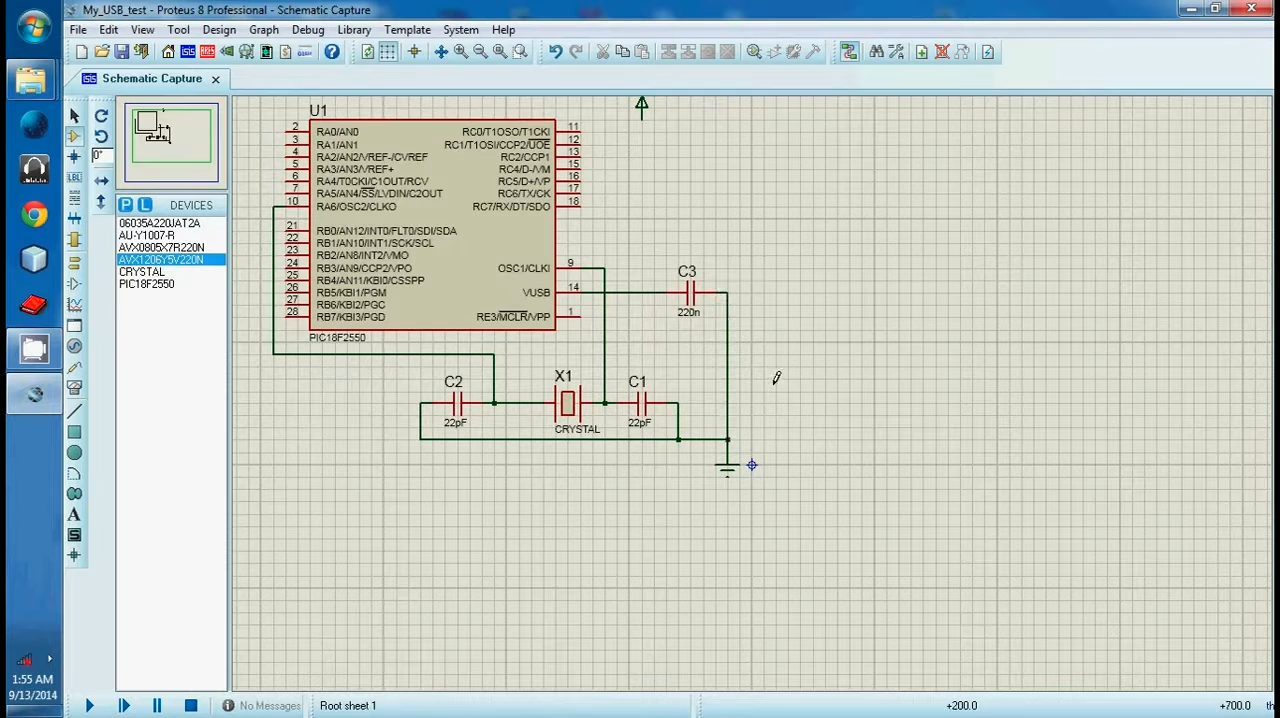 My_USB_test - Proteus 8 Professional - Schematic Capture
File Edit View Tool Design Graph Debug Library Template System Help
Schematic Capture
0°
P L DEVICES
06035A220JAT2A
AU-Y1007-R
AVX0805X7R220N
AVX1206Y5V220N
CRYSTAL
PIC18F2550
U1
2 RA0/AN0 RC0/T1OSO/T1CKI 11
3 RA1/AN1 RC1/T1OSI/CCP2/UOE 12
4 RA2/AN2/VREF-/CVREF RC2/CCP1 13
5 RA3/AN3/VREF+ RC4/D-/VM 15
6 RA4/T0CKI/C1OUT/RCV RC5/D+/VP 16
7 RA5/AN4/SS/LVDIN/C2OUT RC6/TX/CK 17
10 RA6/OSC2/CLKO RC7/RX/DT/SDO 18
21 RB0/AN12/INT0/FLT0/SDI/SDA
22 RB1/AN10/INT1/SCK/SCL
23 RB2/AN8/INT2/VMO
24 RB3/AN9/CCP2/VPO OSC1/CLKI 9
25 RB4/AN11/KBI0/CSSPP
26 RB5/KBI1/PGM VUSB 14
27 RB6/KBI2/PGC
28 RB7/KBI3/PGD RE3/MCLR/VPP 1
PIC18F2550
C3
220n
C2
22pF
X1
CRYSTAL
C1
22pF
LBL
A
S
1:55 AM
9/13/2014
No Messages Root sheet 1 +200.0 +700.0 th